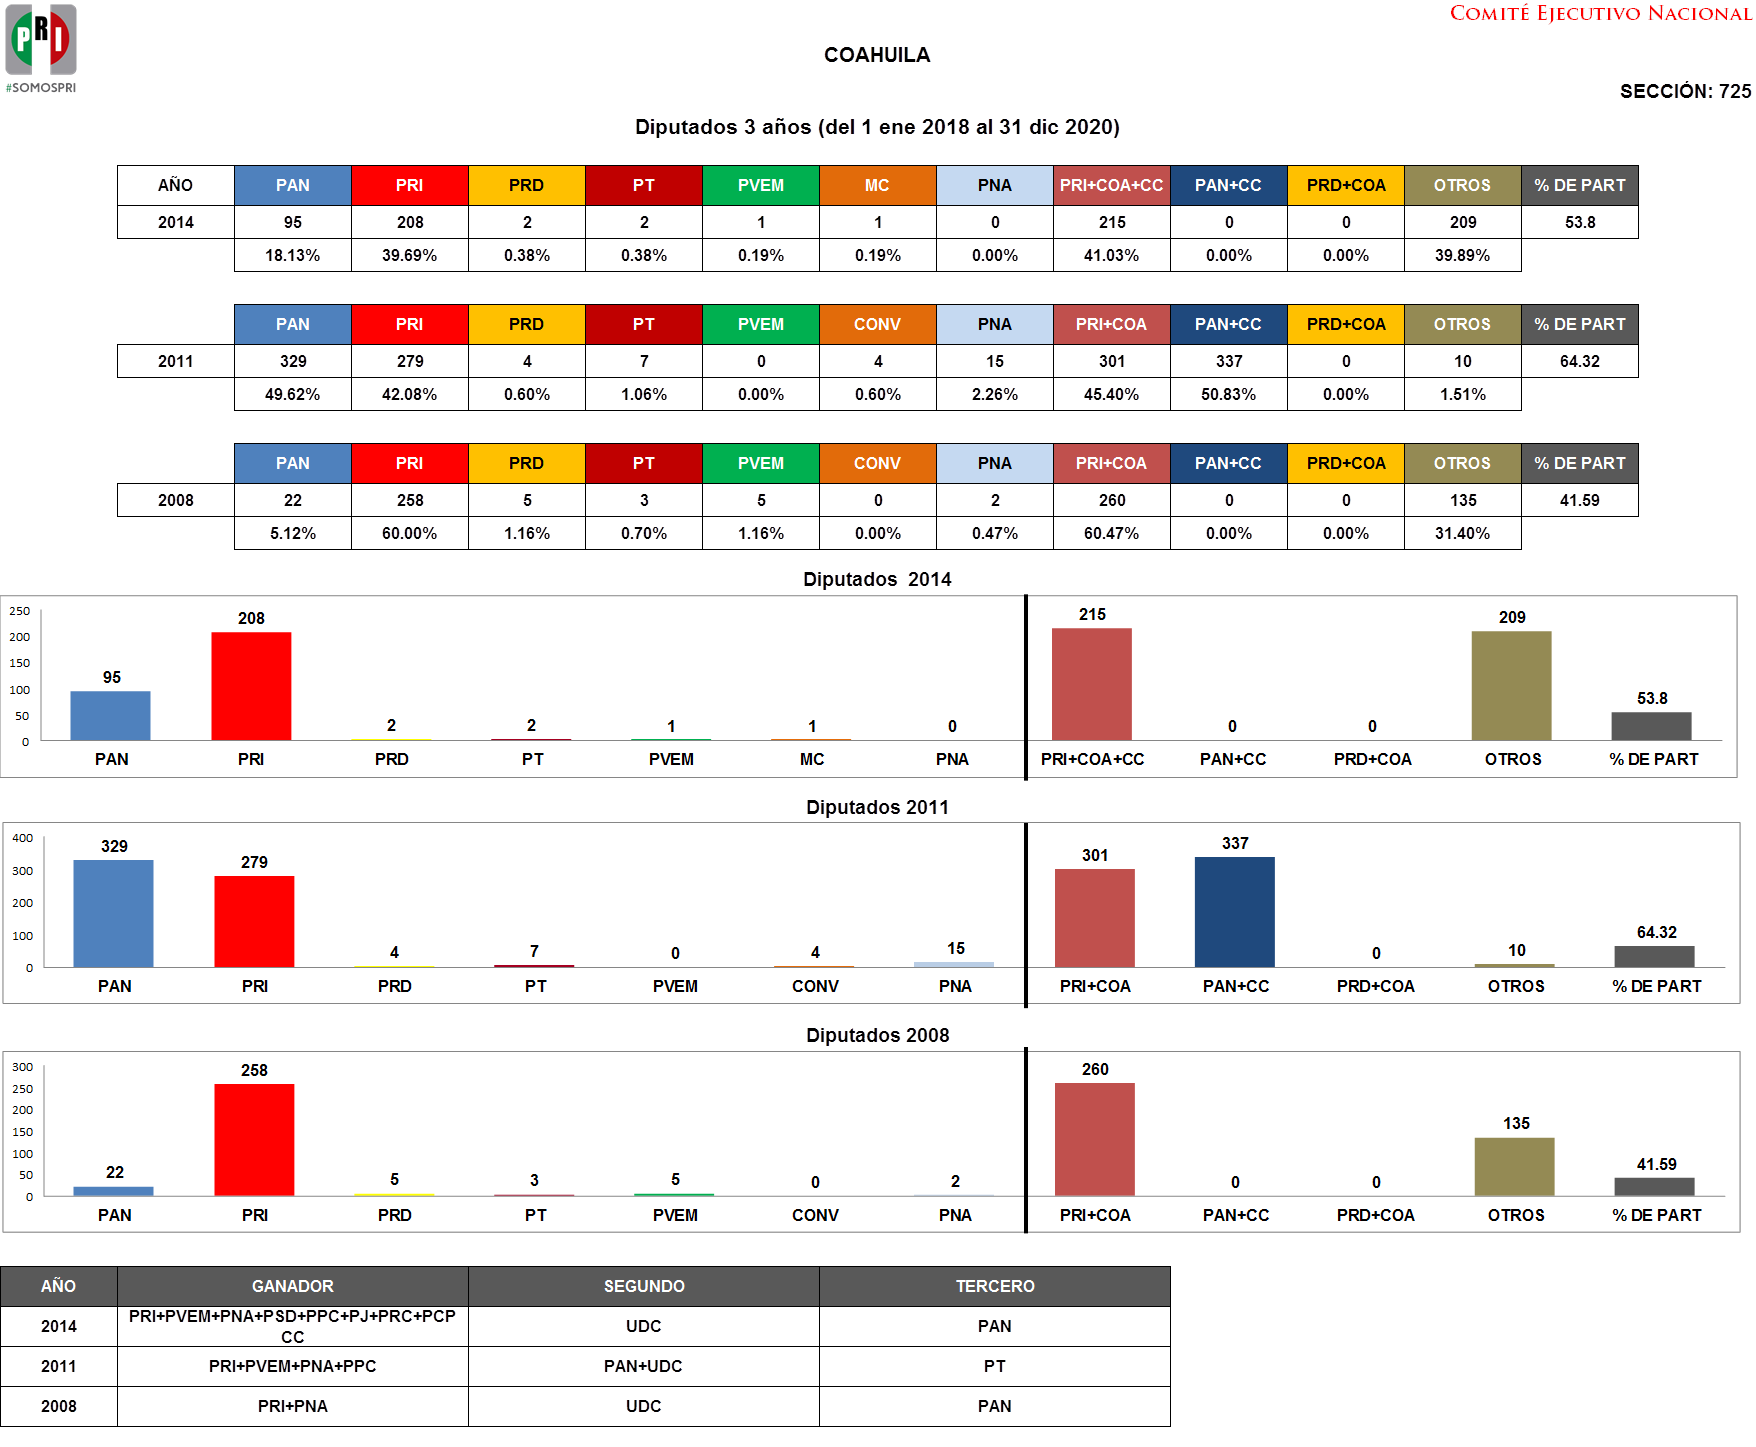 PRI
#SOMOSPRI
COMITÉ EJECUTIVO NACIONAL
COAHUILA
SECCIÓN: 725
Diputados 3 años (del 1 ene 2018 al 31 dic 2020)
AÑO PAN PRI PRD PT PVEM MC PNA PRI+COA+CC PAN+CC PRD+COA OTROS % DE PART
2014 95 208 2 2 1 1 0 215 0 0 209 53.8
18.13% 39.69% 0.38% 0.38% 0.19% 0.19% 0.00% 41.03% 0.00% 0.00% 39.89%
PAN PRI PRD PT PVEM CONV PNA PRI+COA PAN+CC PRD+COA OTROS % DE PART
2011 329 279 4 7 0 4 15 301 337 0 10 64.32
49.62% 42.08% 0.60% 1.06% 0.00% 0.60% 2.26% 45.40% 50.83% 0.00% 1.51%
PAN PRI PRD PT PVEM CONV PNA PRI+COA PAN+CC PRD+COA OTROS % DE PART
2008 22 258 5 3 5 0 2 260 0 0 135 41.59
5.12% 60.00% 1.16% 0.70% 1.16% 0.00% 0.47% 60.47% 0.00% 0.00% 31.40%
Diputados 2014
250
200
150
100
50
0
95 208 2 2 1 1 0 215 0 0 209 53.8
PAN PRI PRD PT PVEM MC PNA PRI+COA+CC PAN+CC PRD+COA OTROS % DE PART
Diputados 2011
400
300
200
100
0
329 279 4 7 0 4 15 301 337 0 10 64.32
PAN PRI PRD PT PVEM CONV PNA PRI+COA PAN+CC PRD+COA OTROS % DE PART
Diputados 2008
300
250
200
150
100
50
0
22 258 5 3 5 0 2 260 0 0 135 41.59
PAN PRI PRD PT PVEM CONV PNA PRI+COA PAN+CC PRD+COA OTROS % DE PART
AÑO GANADOR SEGUNDO TERCERO
2014 PRI+PVEM+PNA+PSD+PPC+PJ+PRC+PCP CC UDC PAN
2011 PRI+PVEM+PNA+PPC PAN+UDC PT
2008 PRI+PNA UDC PAN